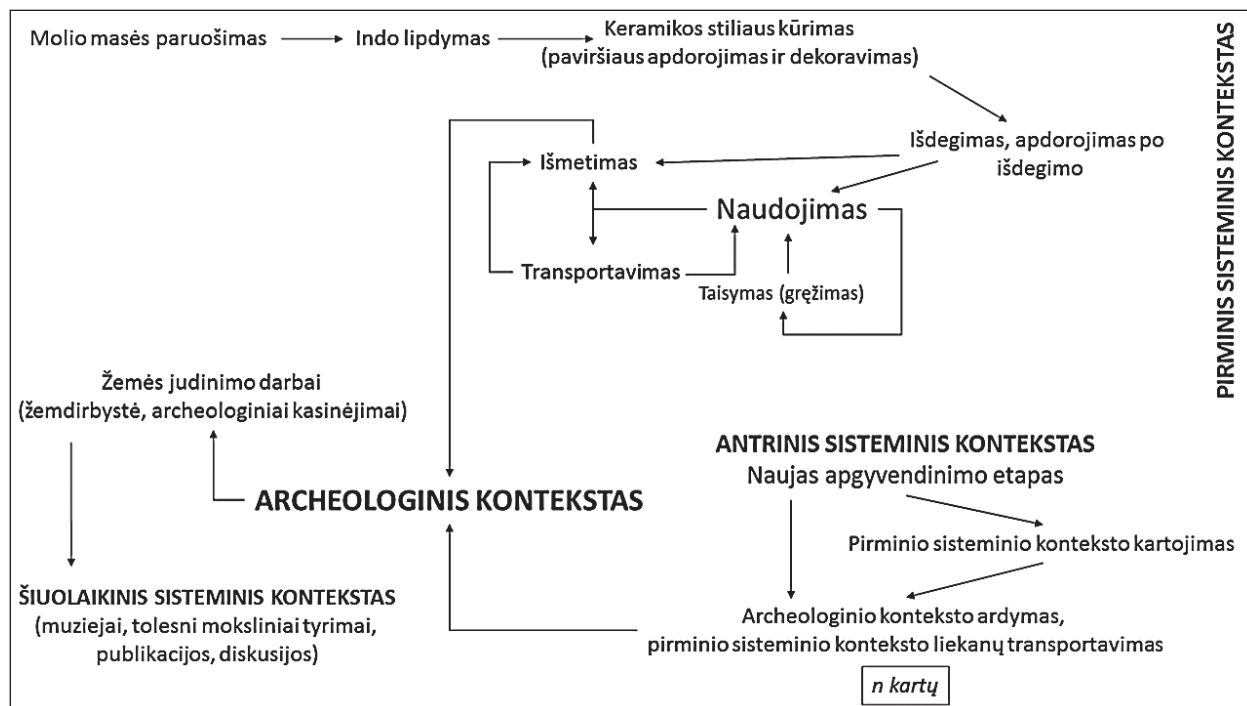 Molio masės paruošimas
Indo lipdymas
Keramikos stiliaus kūrimas
(paviršiaus apdorojimas ir dekoravimas)
PIRMINIS SISTEMINIS KONTEKSTAS
Išdegimas, apdorojimas po
išdegimo
Išmetimas
Naudojimas
Transportavimas
Taisymas (gręžimas)
Žemės judinimo darbai
(žemdirbystė, archeologiniai kasinėjimai)
ANTRINIS SISTEMINIS KONTEKSTAS
Naujas apgyvendinimo etapas
ARCHEOLOGINIS KONTEKSTAS
Pirminio sisteminio konteksto kartojimas
ŠIUOLAIKINIS SISTEMINIS KONTEKSTAS
(muziejai, tolesni moksliniai tyrimai,
publikacijos, diskusijos)
Archeologinio konteksto ardymas,
pirminio sisteminio konteksto liekanų transportavimas
n kartų